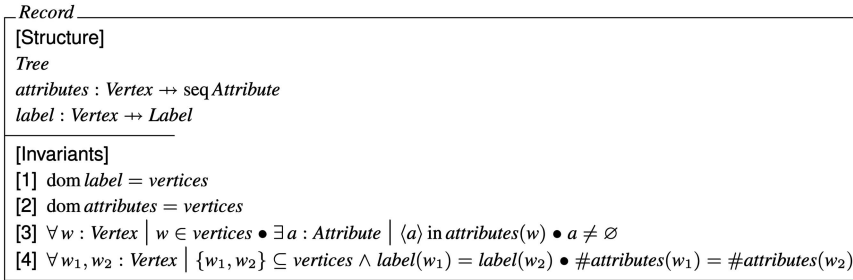 Record
[Structure]
Tree
attributes : Vertex ⇸ seq Attribute
label : Vertex ⇸ Label
[Invariants]
[1] dom label = vertices
[2] dom attributes = vertices
[3] ∀ w : Vertex | w ∈ vertices • ∃ a : Attribute | ⟨a⟩ in attributes(w) • a ≠ ∅
[4] ∀ w₁, w₂ : Vertex | {w₁, w₂} ⊆ vertices ∧ label(w₁) = label(w₂) • #attributes(w₁) = #attributes(w₂)